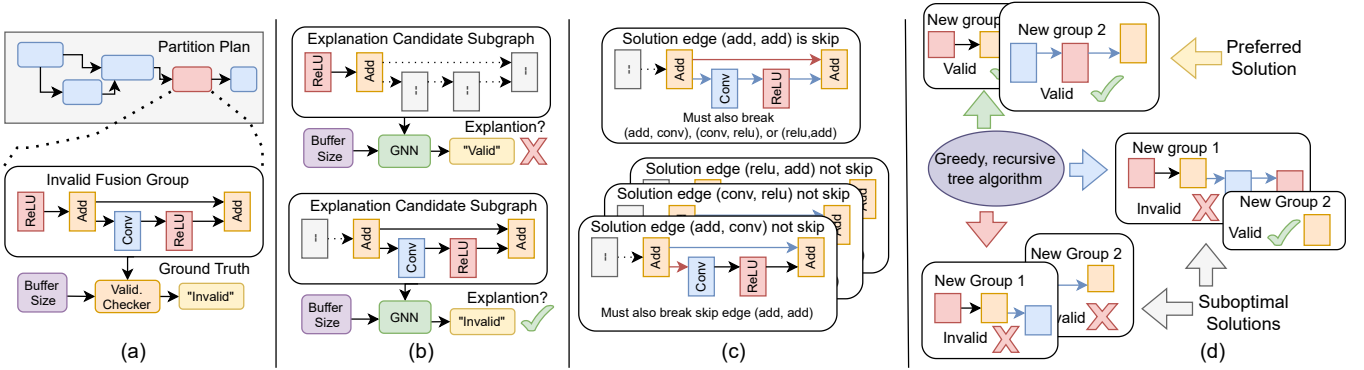 Partition Plan
Invalid Fusion Group
ReLU
Add
Conv
ReLU
Add
Ground Truth
Buffer
Size
Valid.
Checker
"Invalid"
(a)
Explanation Candidate Subgraph
ReLU
Add
--
--
--
Explantion?
Buffer
Size
GNN
"Valid"
Explanation Candidate Subgraph
--
Add
Conv
ReLU
Add
Explantion?
Buffer
Size
GNN
"Invalid"
(b)
Solution edge (add, add) is skip
--
Add
Conv
ReLU
Add
Must also break
(add, conv), (conv, relu), or (relu,add)
Solution edge (relu, add) not skip
Solution edge (conv, relu) not skip
Solution edge (add, conv) not skip
--
Add
Conv
ReLU
Add
Must also break skip edge (add, add)
(c)
New group
Valid
New group 2
Valid
Preferred
Solution
Greedy, recursive
tree algorithm
New group 1
Invalid
New Group 2
Valid
New Group 2
New Group 1
Invalid
Suboptimal
Solutions
(d)